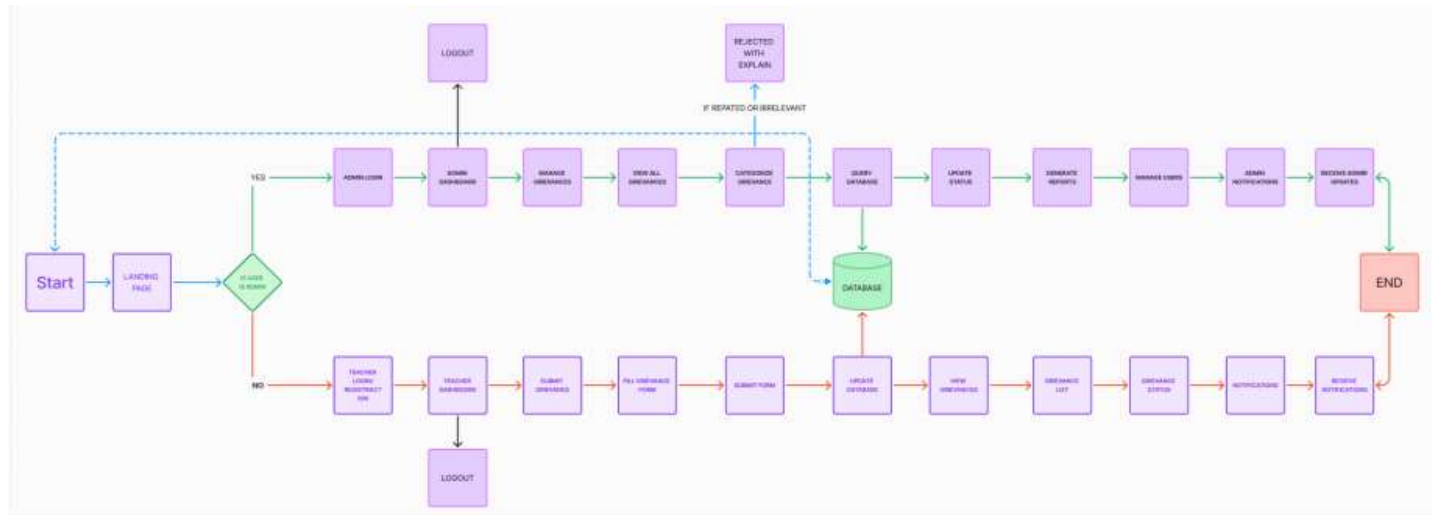 LOGOUT
REJECTED
WITH
EXPLAIN
IF REPATED OR IRRELEVANT
YES
ADMIN LOGIN
ADMIN
DASHBOARD
MANAGE
GRIEVANCES
VIEW ALL
GRIEVANCES
CATEGORIZE
GRIEVANCE
QUERY
DATABASE
UPDATE
STATUS
GENERATE
REPORTS
MANAGE USERS
ADMIN
NOTIFICATIONS
RECEIVE ADMIN
UPDATES
Start
LANDING
PAGE
IF USER
IS ADMIN
DATABASE
END
NO
TEACHER
LOGIN/
TEACHER
DASHBOARD
SUBMIT
GRIEVANCE
FILL GRIEVANCE
FORM
SUBMIT FORM
UPDATE
DATABASE
VIEW
GRIEVANCES
GRIEVANCE
LIST
GRIEVANCE
STATUS
NOTIFICATIONS
RECEIVE
NOTIFICATIONS
LOGOUT